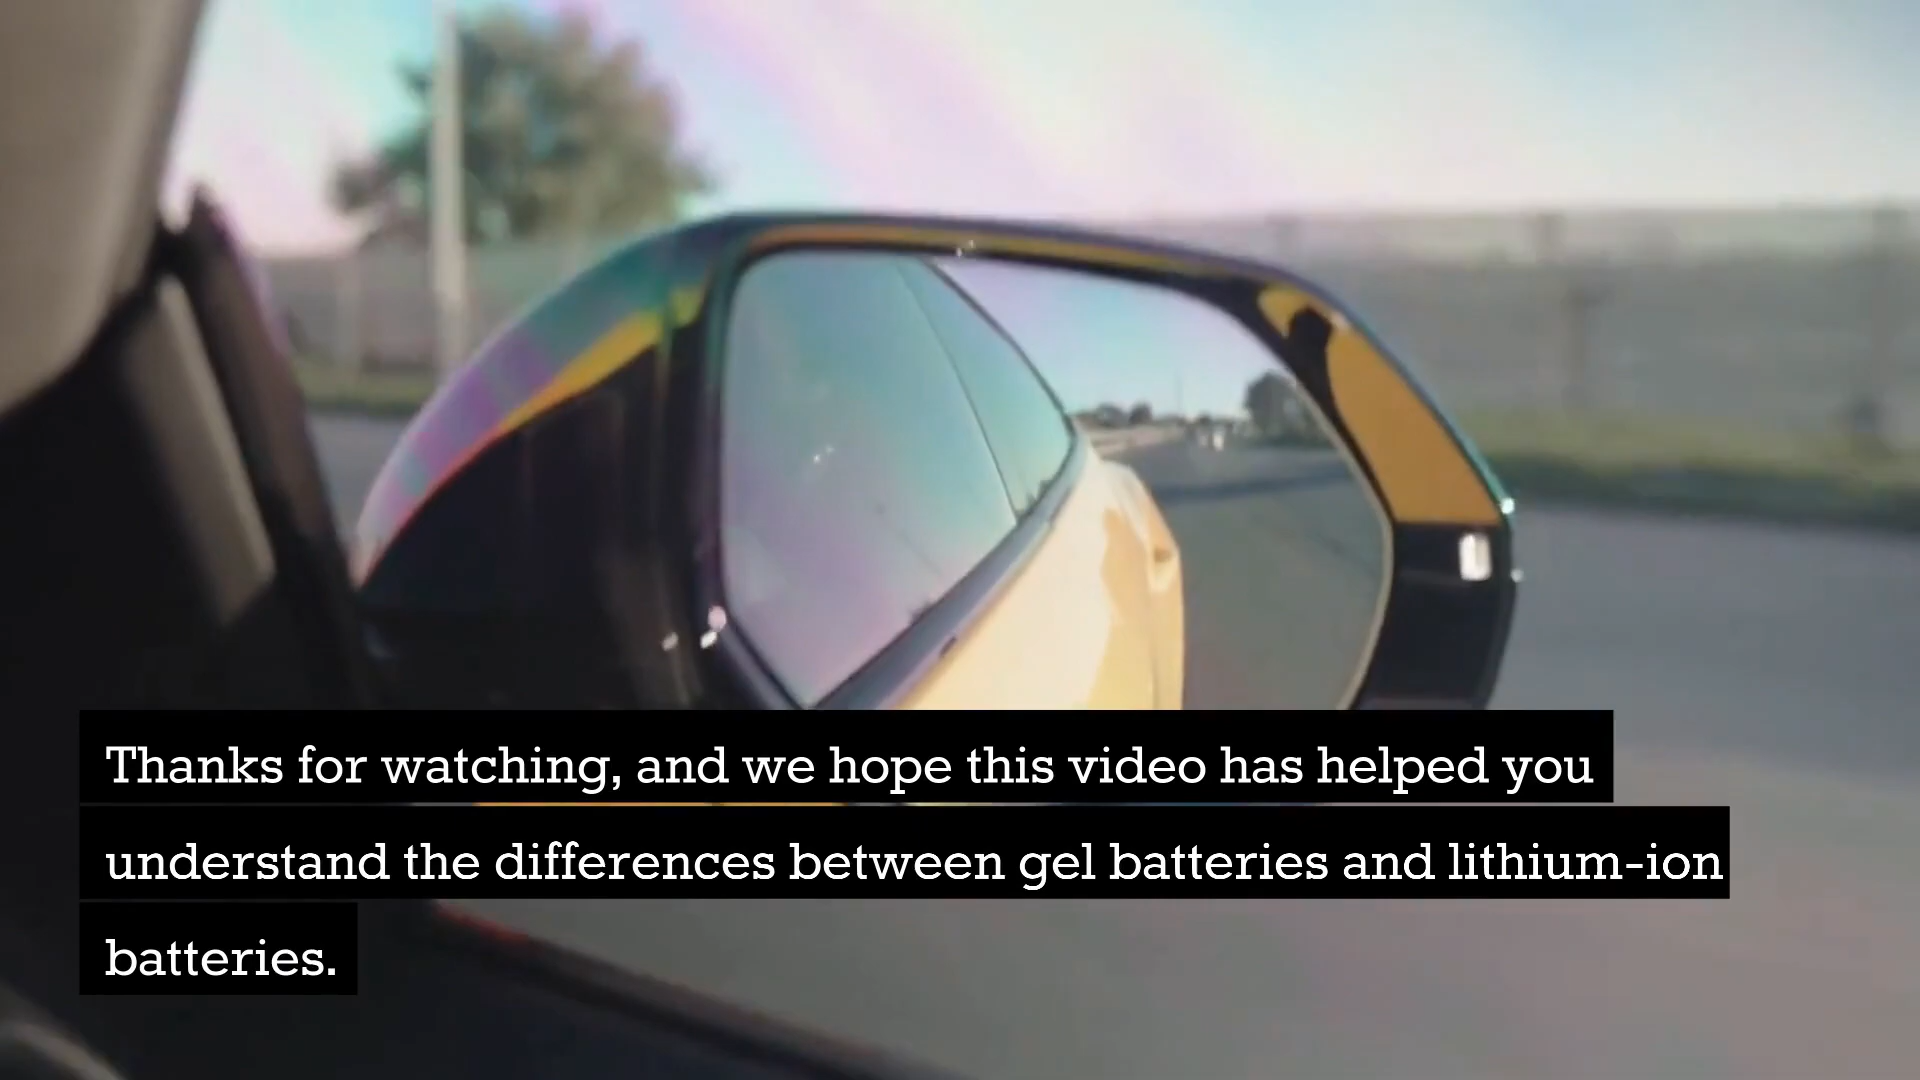 Thanks for watching, and we hope this video has helped you
understand the differences between gel batteries and lithium-ion
batteries.